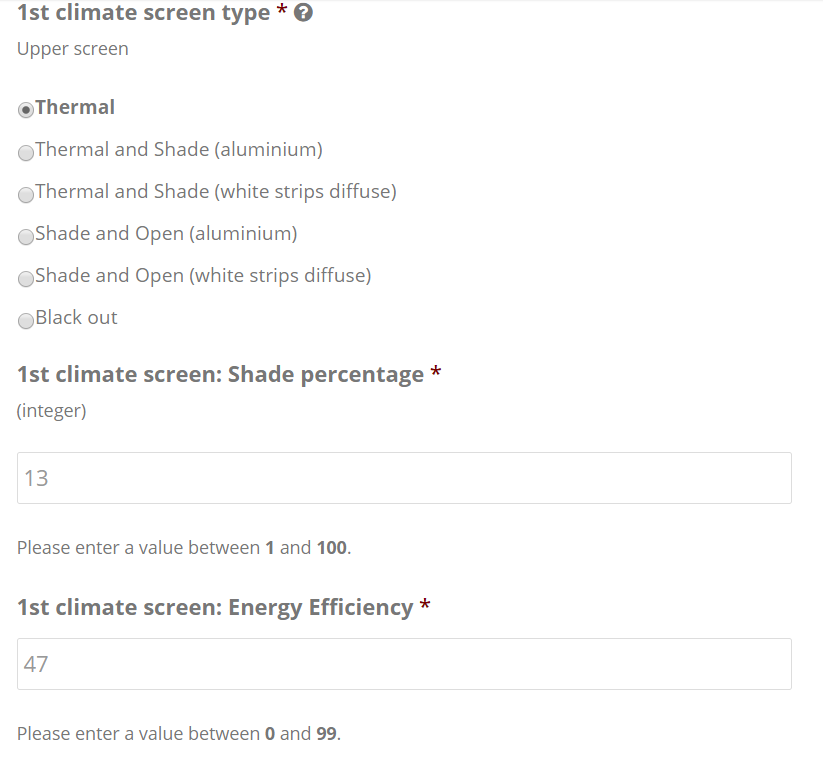 1st climate screen type * ?
Upper screen
Thermal
Thermal and Shade (aluminium)
Thermal and Shade (white strips diffuse)
Shade and Open (aluminium)
Shade and Open (white strips diffuse)
Black out
1st climate screen: Shade percentage *
(integer)
13
Please enter a value between 1 and 100.
1st climate screen: Energy Efficiency *
47
Please enter a value between 0 and 99.